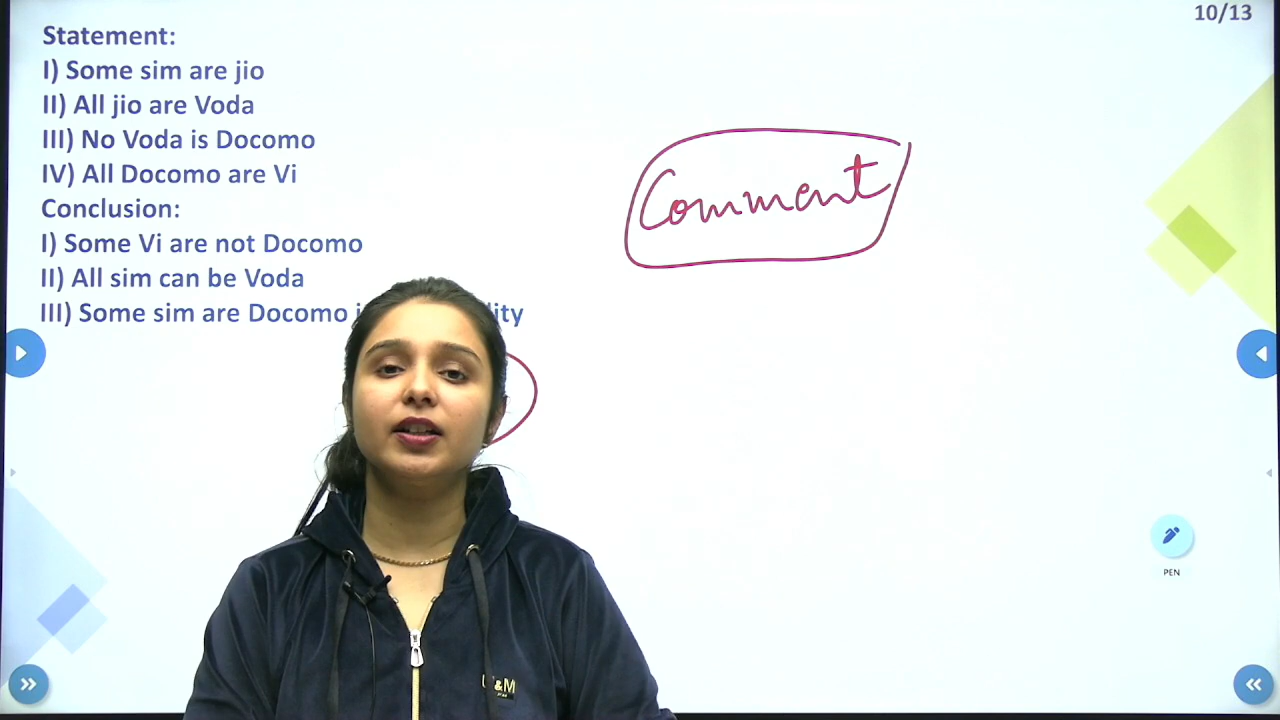 10/13
Statement:
I) Some sim are jio
II) All jio are Voda
III) No Voda is Docomo
IV) All Docomo are Vi
Conclusion:
I) Some Vi are not Docomo
II) All sim can be Voda
III) Some sim are Docomo
Comment
PEN